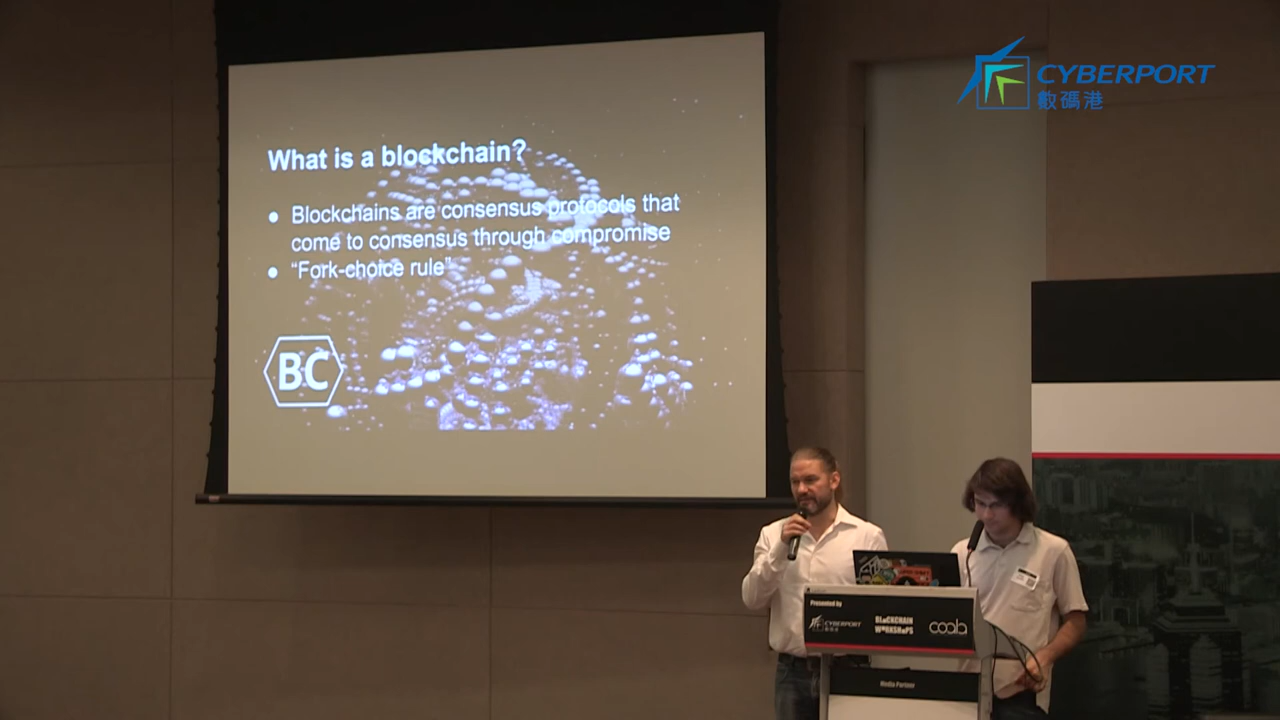 CYBERPORT
數碼港
What is a blockchain?
● Blockchains are consensus protocols that
come to consensus through compromise
● “Fork-choice rule”
BC
Presented by
CYBERPORT
BLOCKCHAIN
WORKSHOPS
coala
Media Partner